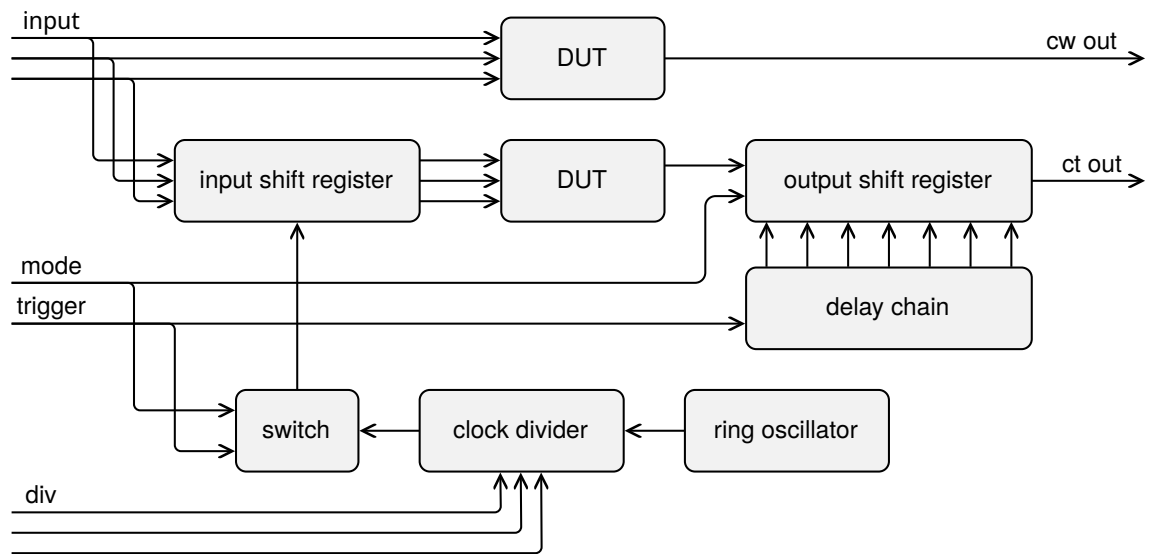 input
DUT
cw out
input shift register
DUT
output shift register
ct out
mode
trigger
delay chain
switch
clock divider
ring oscillator
div